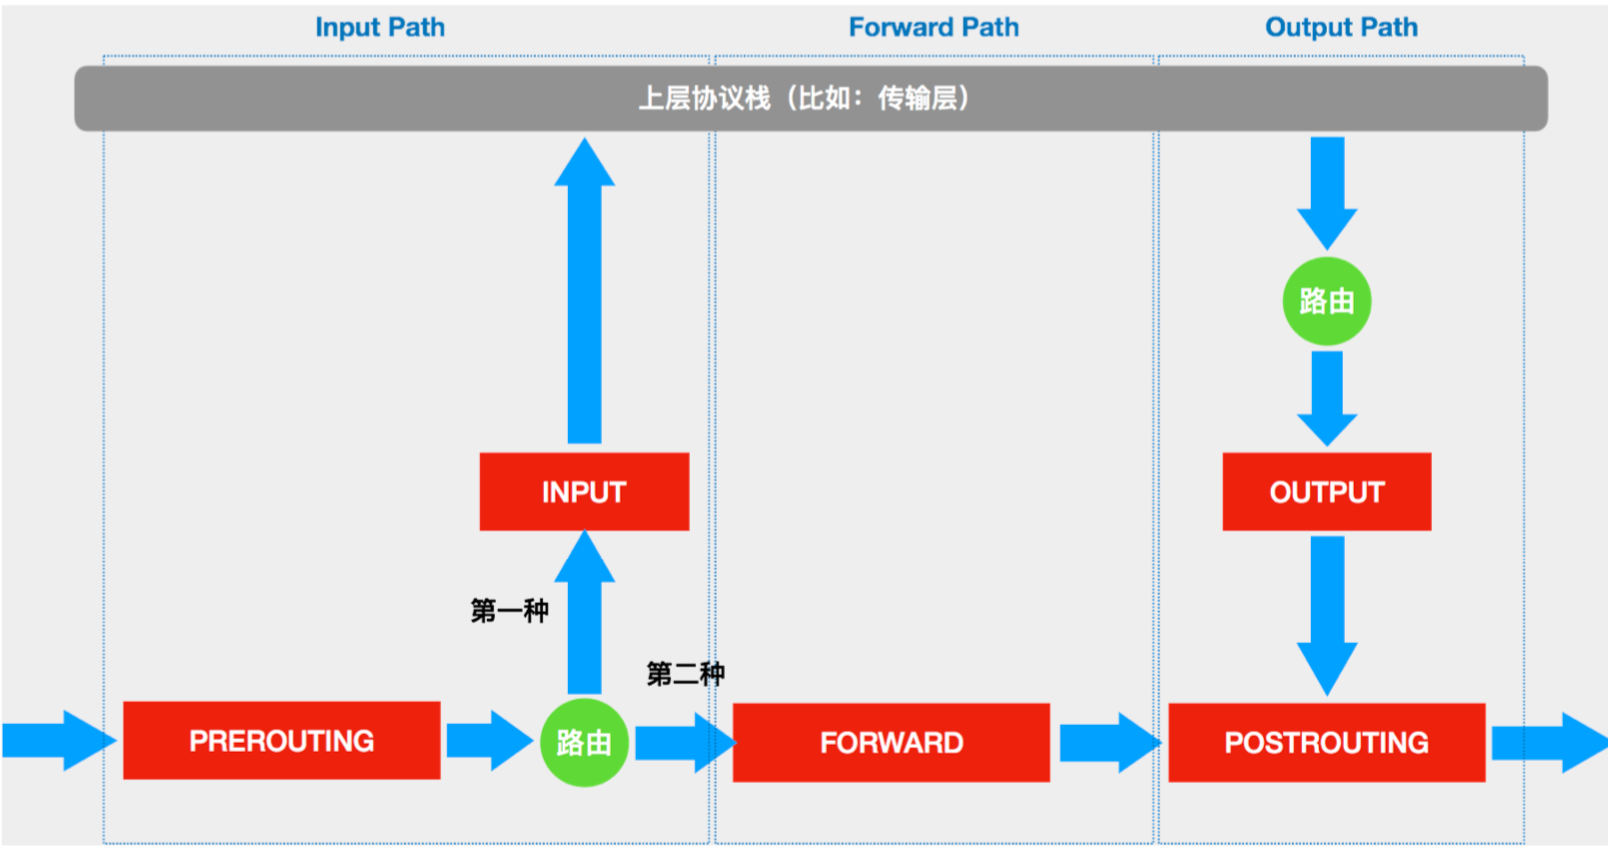 Input Path
Forward Path
Output Path
上层协议栈（比如：传输层）
路由
INPUT
OUTPUT
第一种
第二种
PREROUTING
路由
FORWARD
POSTROUTING